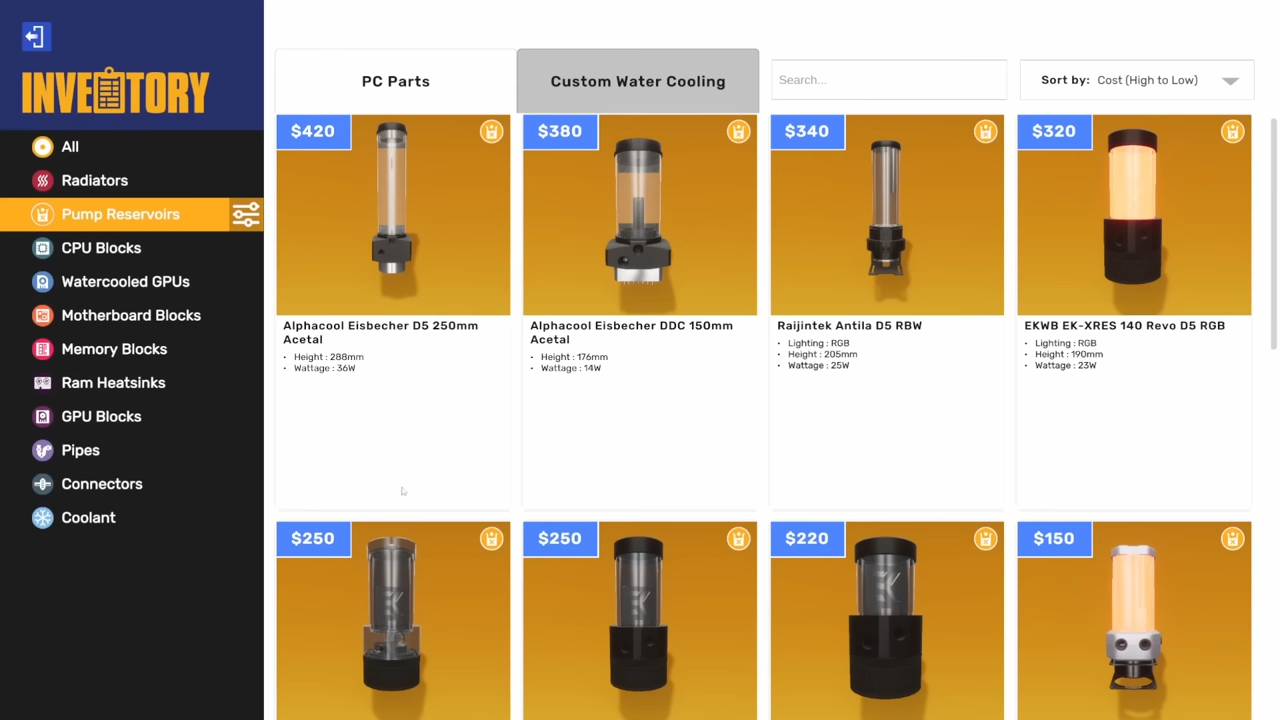 INVENTORY
All
Radiators
Pump Reservoirs
CPU Blocks
Watercooled GPUs
Motherboard Blocks
Memory Blocks
Ram Heatsinks
GPU Blocks
Pipes
Connectors
Coolant
PC Parts
Custom Water Cooling
Search...
Sort by: Cost (High to Low)
$420
$380
$340
$320
Alphacool Eisbecher D5 250mm
Acetal
• Height : 288mm
• Wattage : 36W
Alphacool Eisbecher DDC 150mm
Acetal
• Height : 176mm
• Wattage : 14W
Raijintek Antila D5 RBW
• Lighting : RGB
• Height : 205mm
• Wattage : 25W
EKWB EK-XRES 140 Revo D5 RGB
• Lighting : RGB
• Height : 190mm
• Wattage : 23W
$250
$250
$220
$150
EK
EK
EK